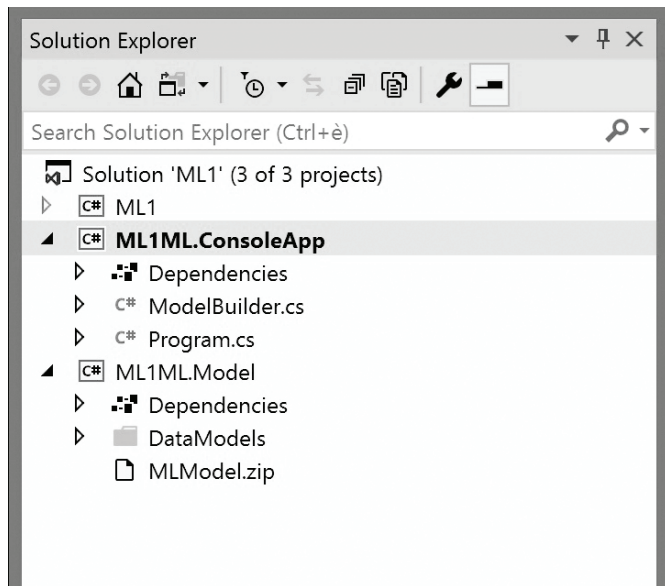 Solution Explorer
Search Solution Explorer (Ctrl+è)
Solution 'ML1' (3 of 3 projects)
C# ML1
C# ML1ML.ConsoleApp
Dependencies
C# ModelBuilder.cs
C# Program.cs
C# ML1ML.Model
Dependencies
DataModels
MLModel.zip